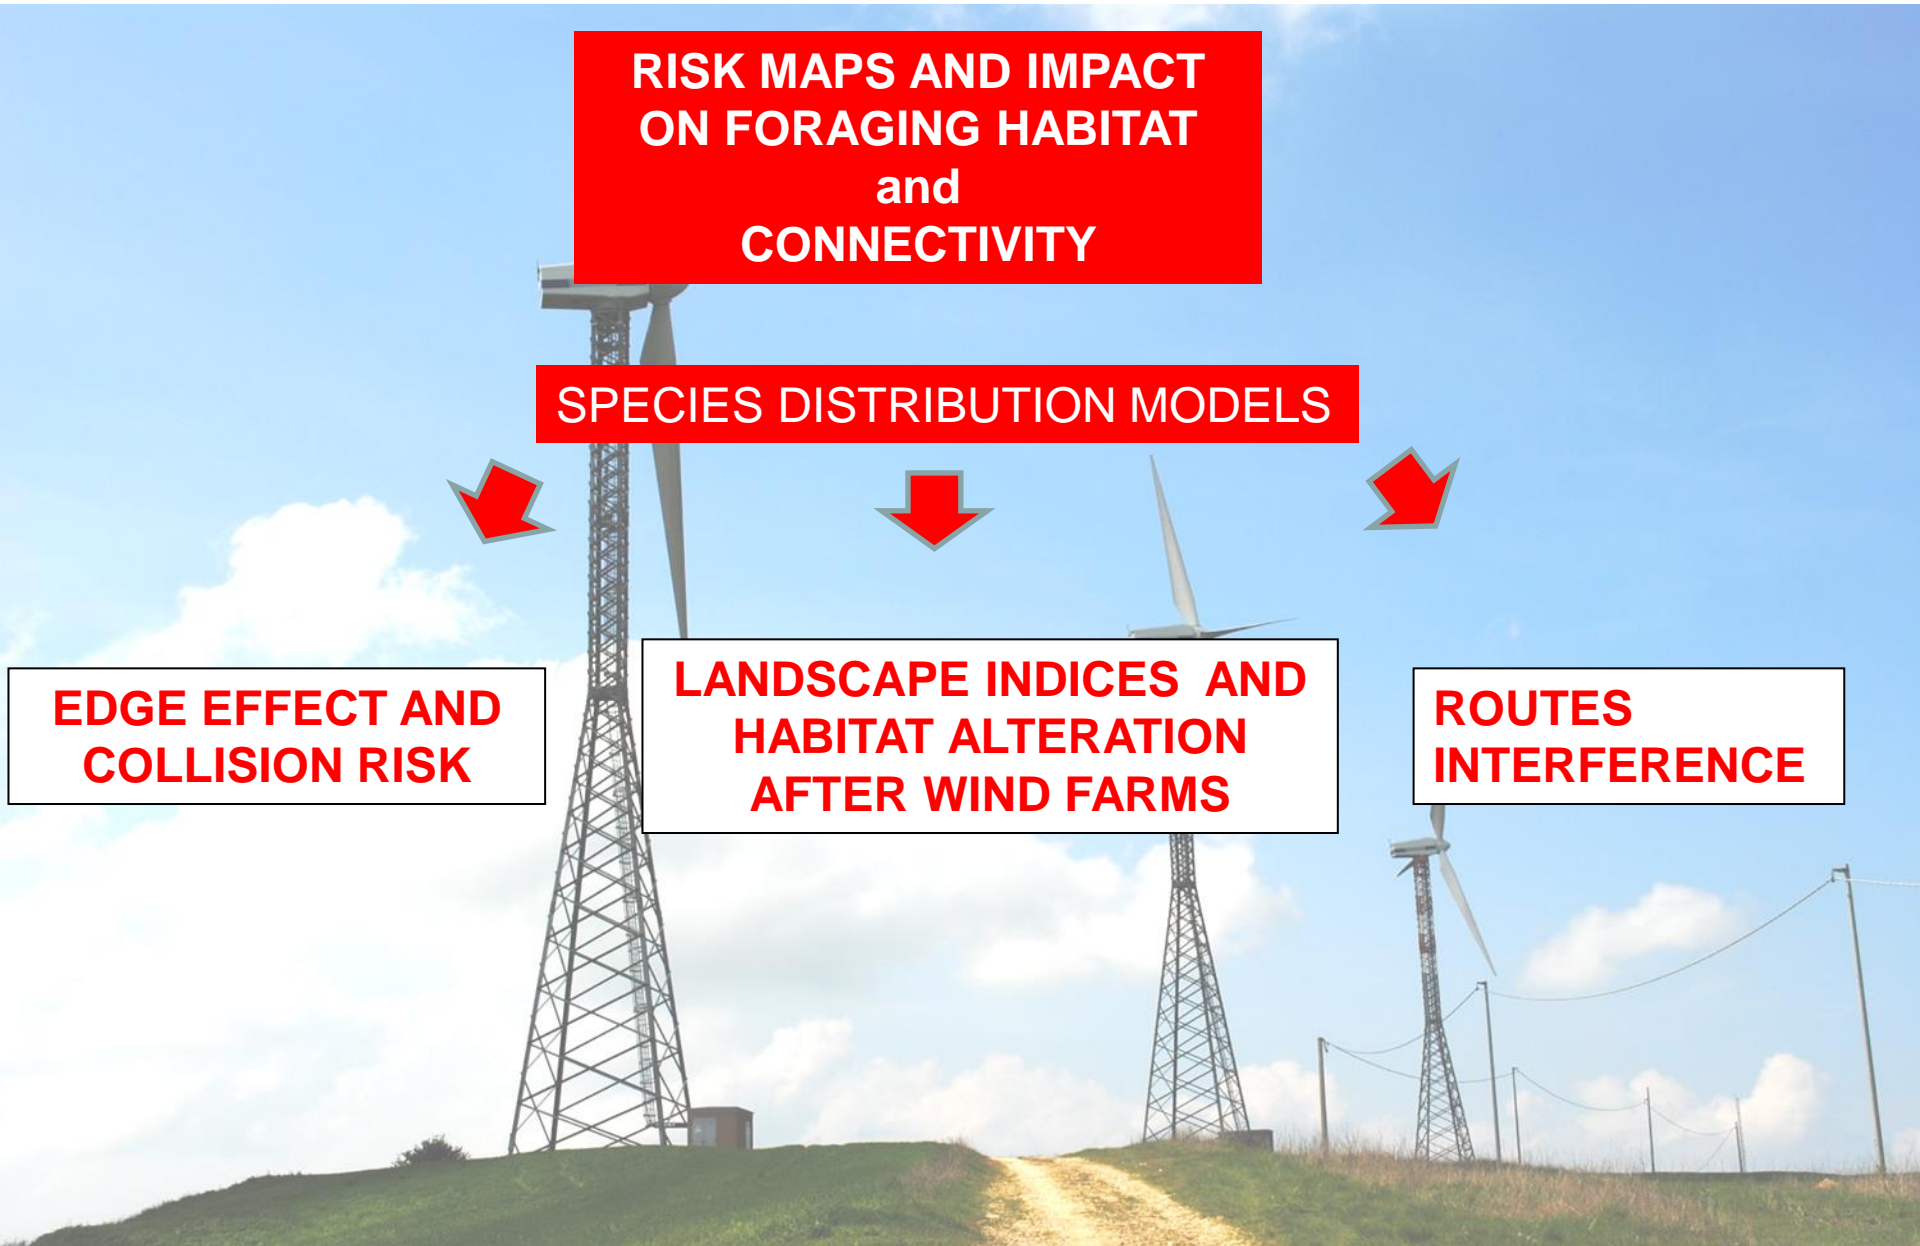 RISK MAPS AND IMPACT
ON FORAGING HABITAT
and
CONNECTIVITY
SPECIES DISTRIBUTION MODELS
EDGE EFFECT AND
COLLISION RISK
LANDSCAPE INDICES AND
HABITAT ALTERATION
AFTER WIND FARMS
ROUTES
INTERFERENCE